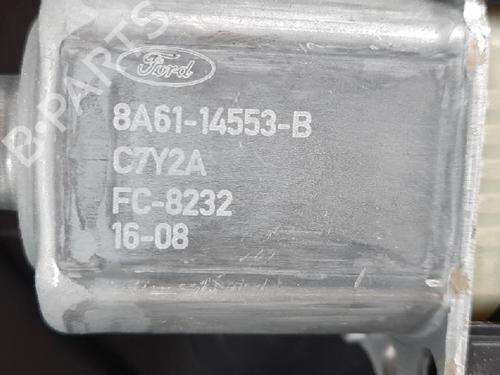 Ford
8A61-14553-B
C7Y2A
FC-8232
16-08
B-PARTS